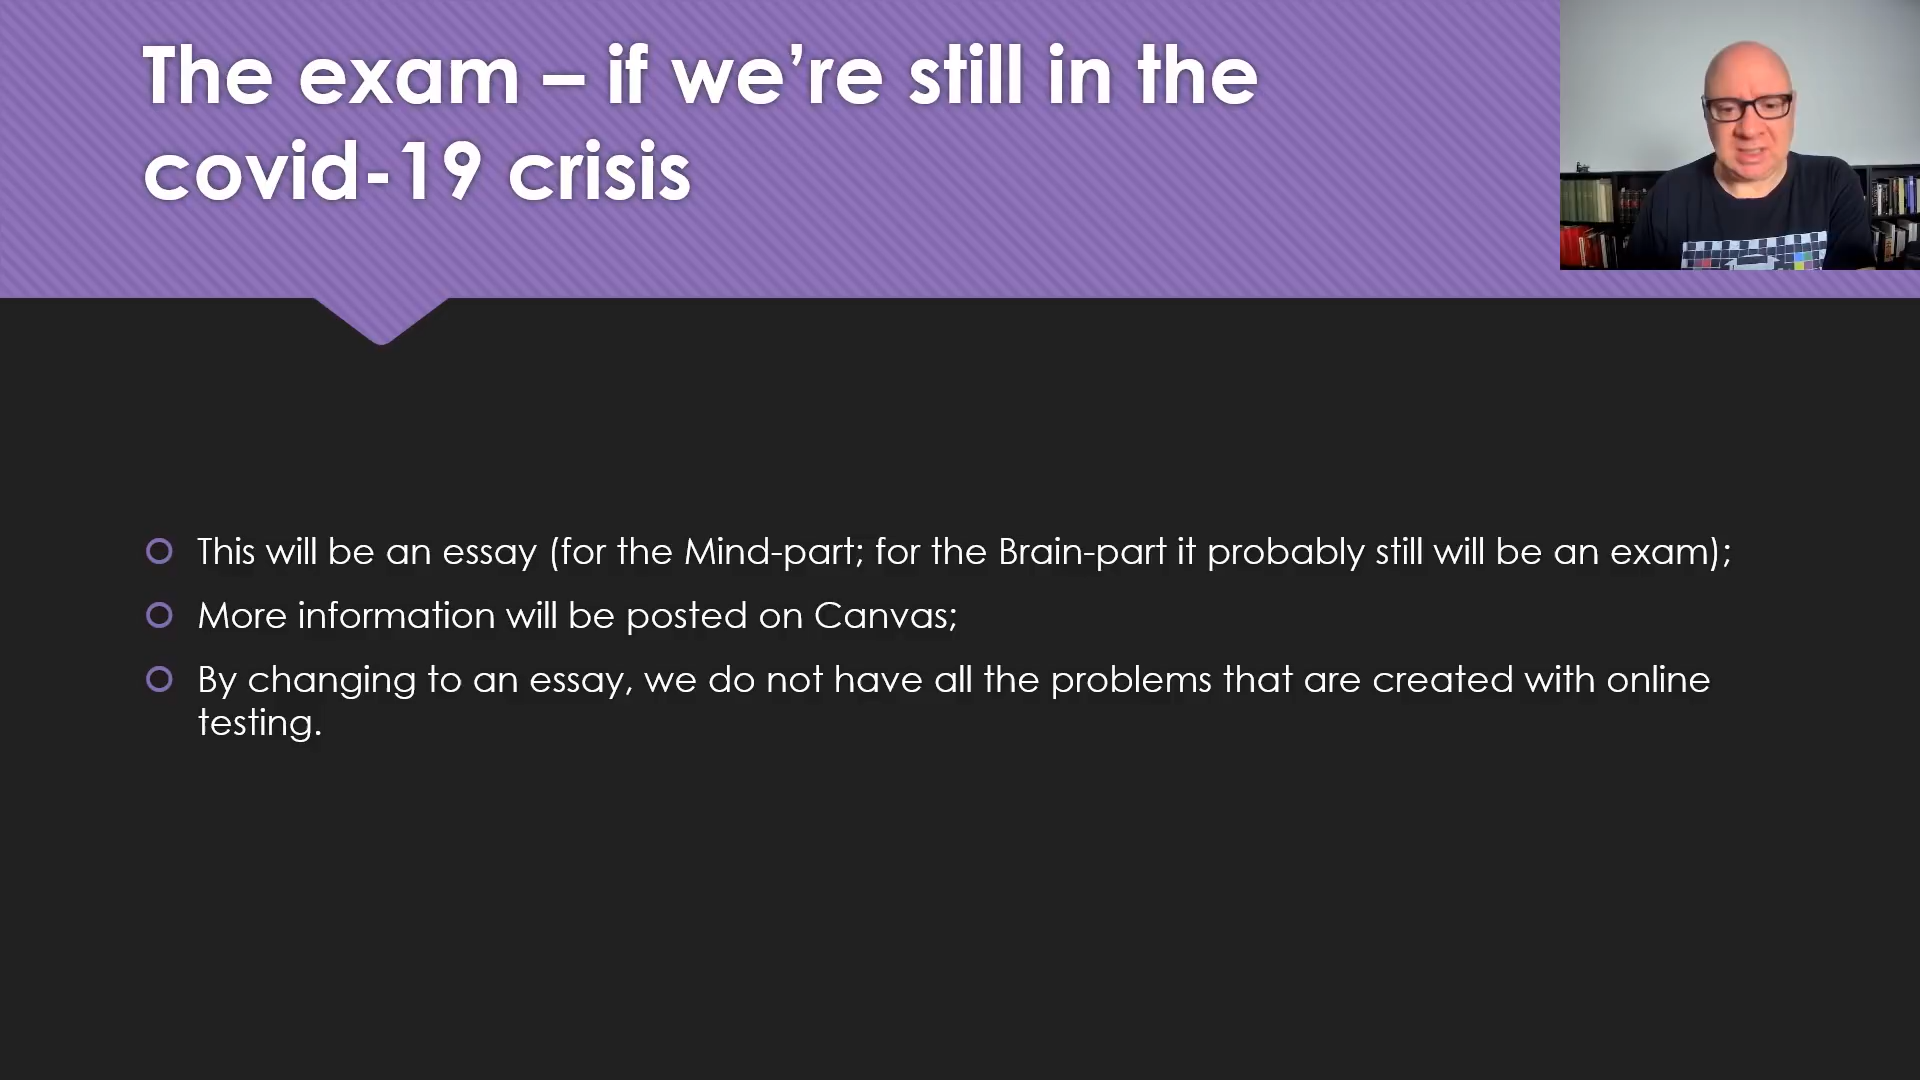 The exam – if we’re still in the
covid-19 crisis
This will be an essay (for the Mind-part; for the Brain-part it probably still will be an exam);
More information will be posted on Canvas;
By changing to an essay, we do not have all the problems that are created with online
testing.